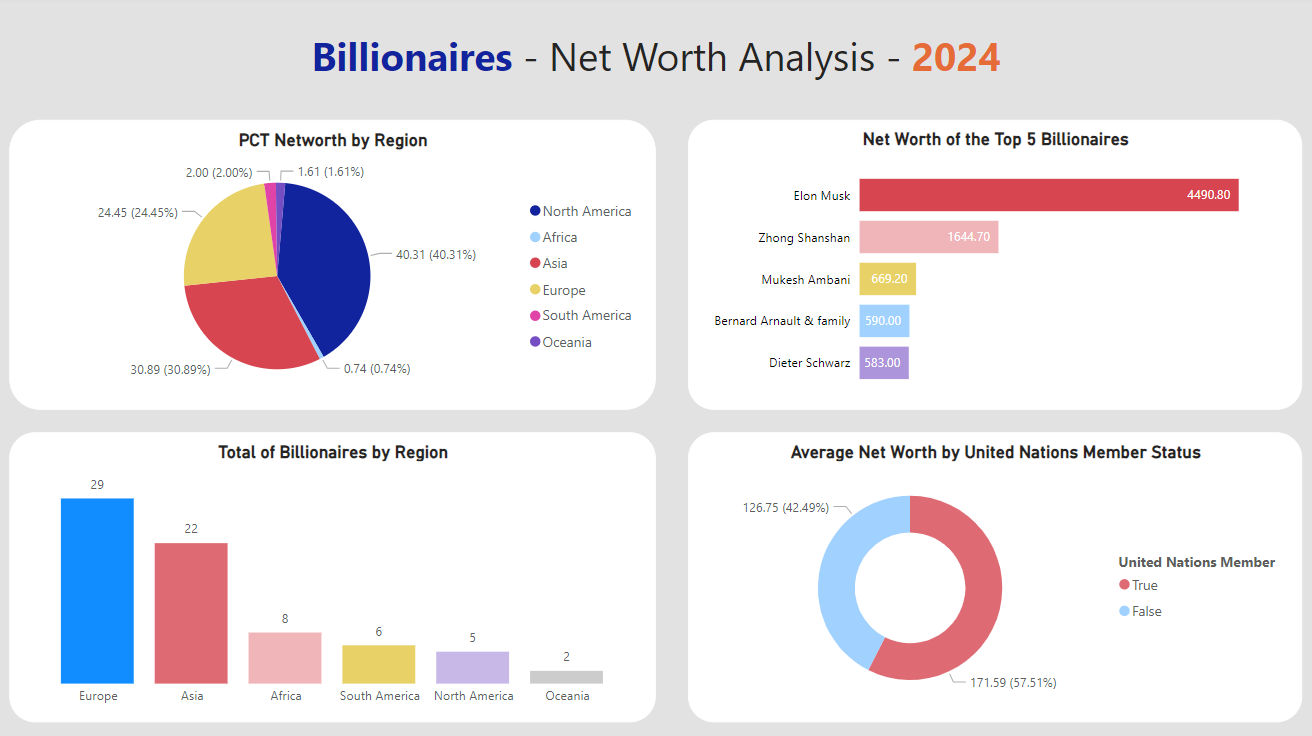 Billionaires - Net Worth Analysis - 2024
PCT Networth by Region
2.00 (2.00%)
1.61 (1.61%)
24.45 (24.45%)
40.31 (40.31%)
30.89 (30.89%)
0.74 (0.74%)
North America
Africa
Asia
Europe
South America
Oceania
Net Worth of the Top 5 Billionaires
Elon Musk 4490.80
Zhong Shanshan 1644.70
Mukesh Ambani 669.20
Bernard Arnault & family 590.00
Dieter Schwarz 583.00
Total of Billionaires by Region
29
22
8
6
5
2
Europe Asia Africa South America North America Oceania
Average Net Worth by United Nations Member Status
126.75 (42.49%)
171.59 (57.51%)
United Nations Member
True
False